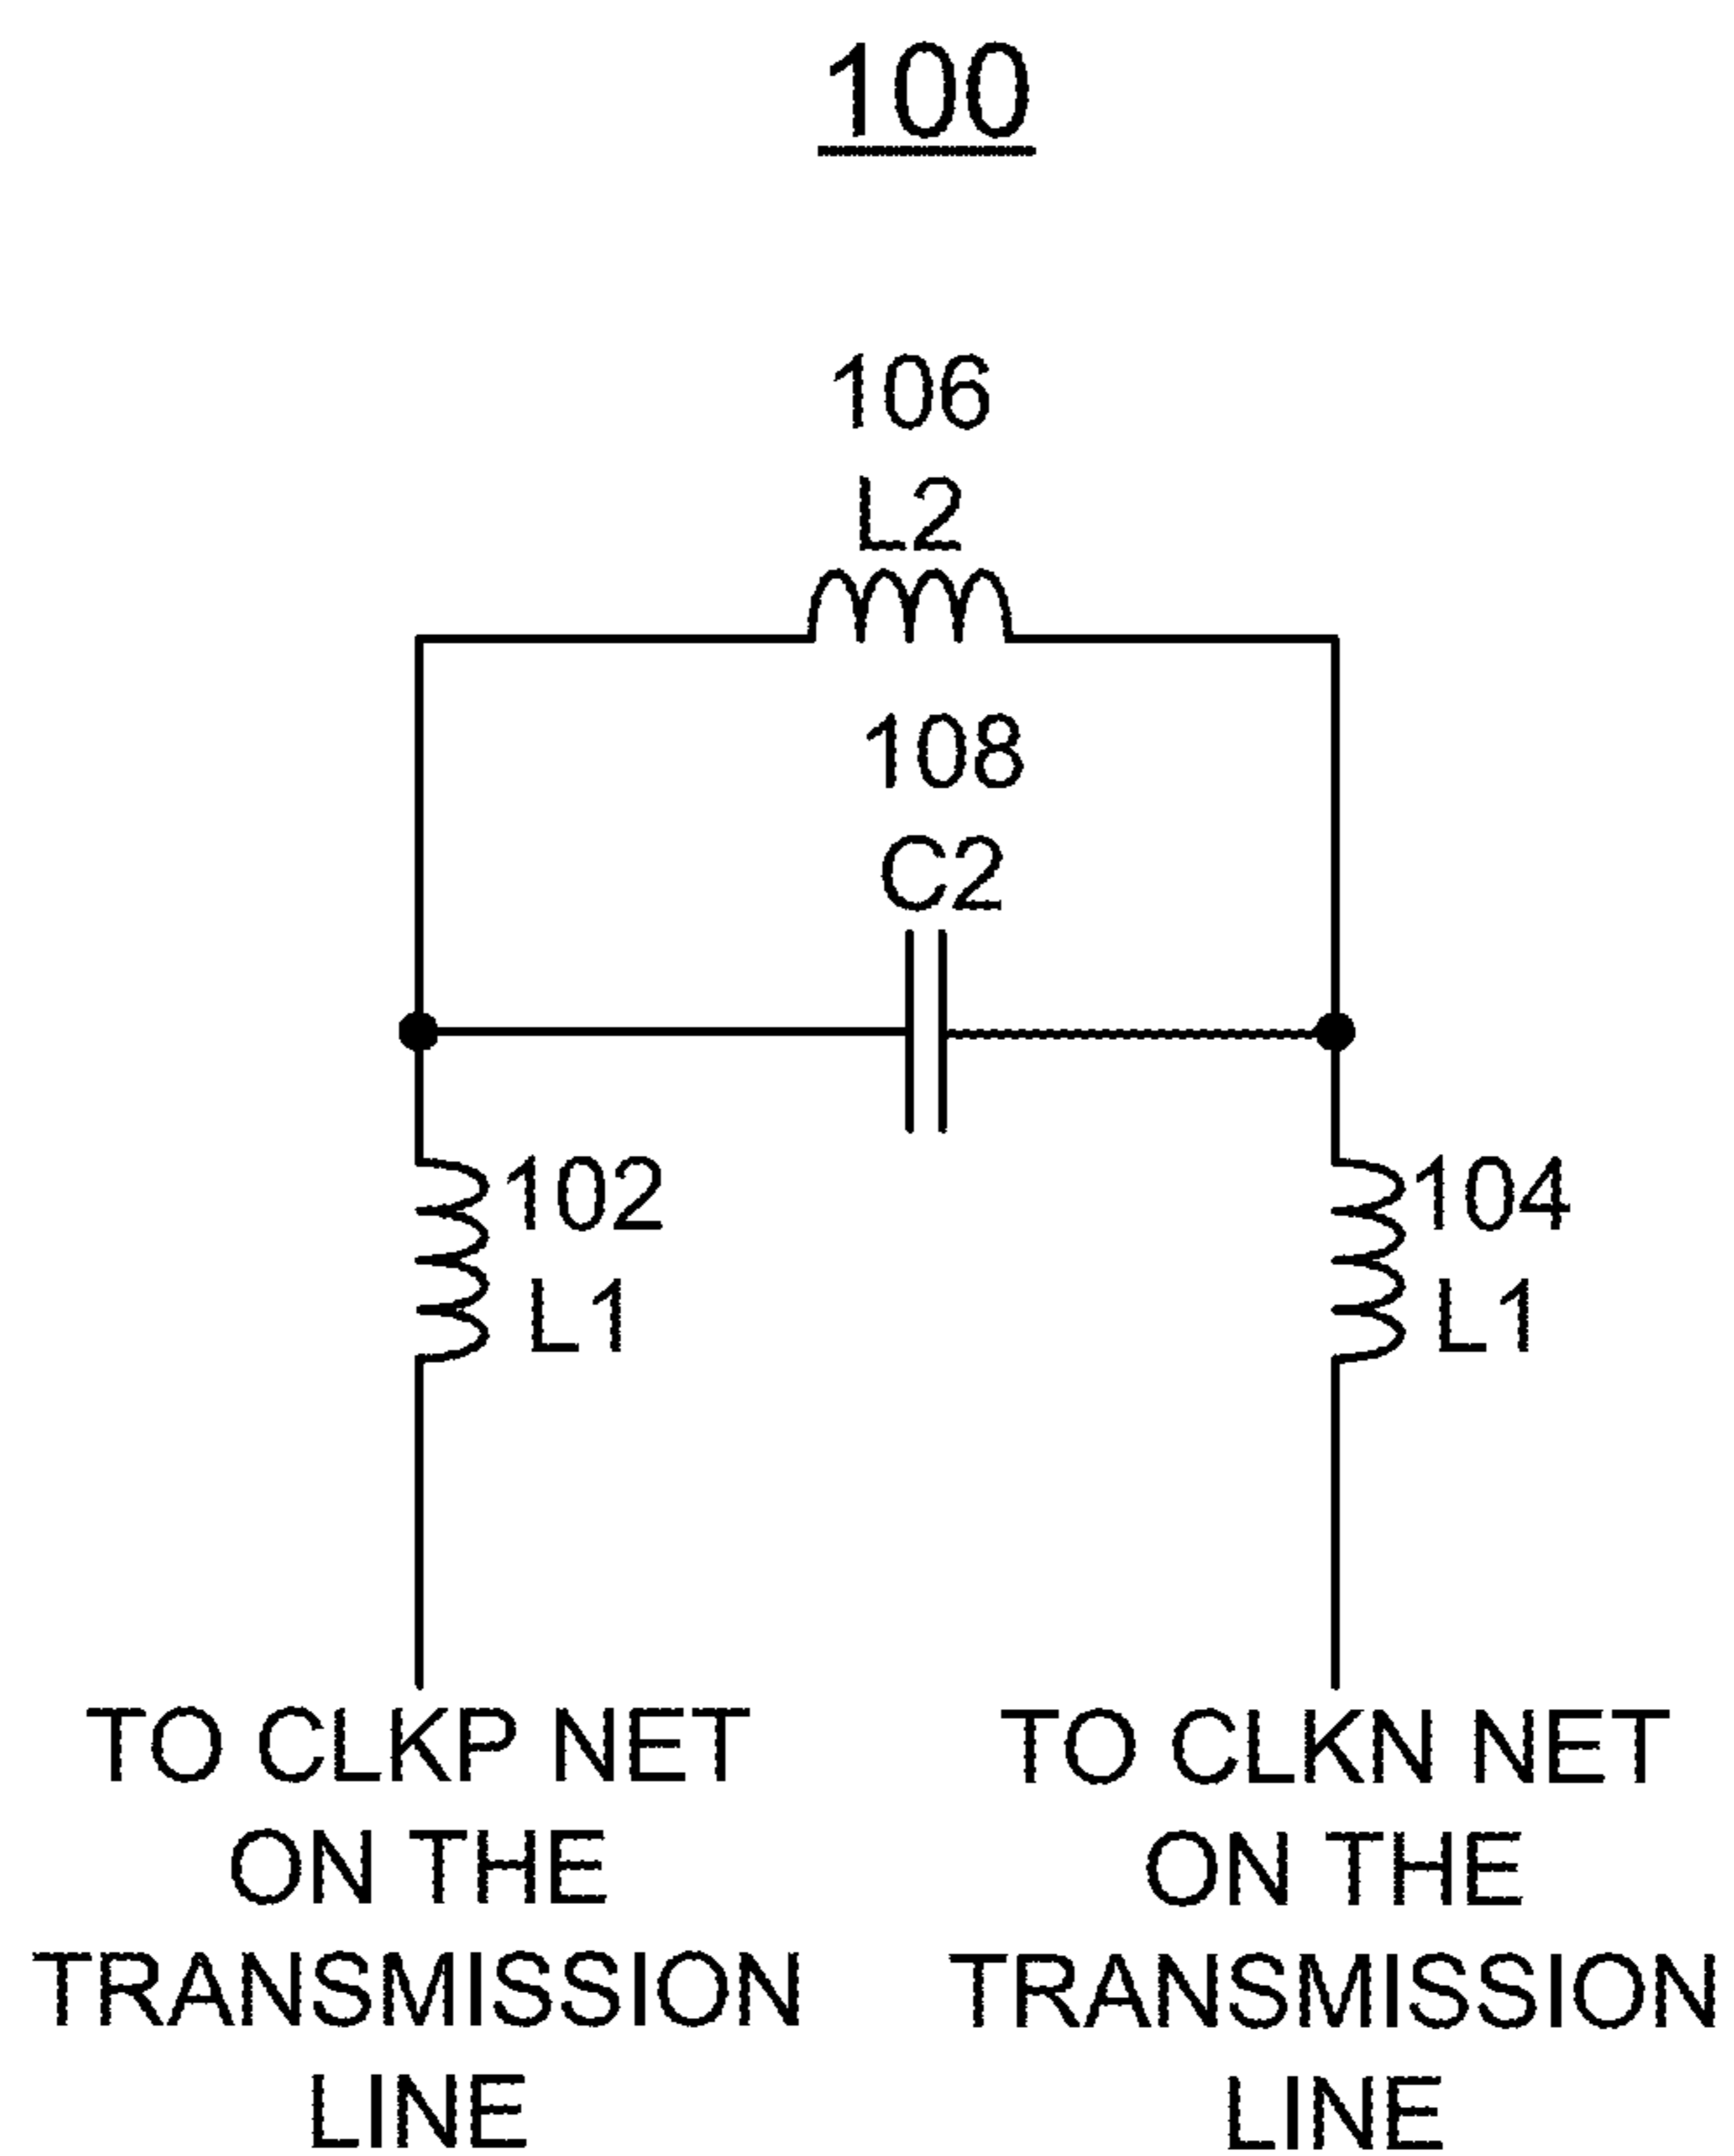 100
106
L2
108
C2
102
104
L1
L1
TO CLKP NET
ON THE
TRANSMISSION
LINE
TO CLKN NET
ON THE
TRANSMISSION
LINE